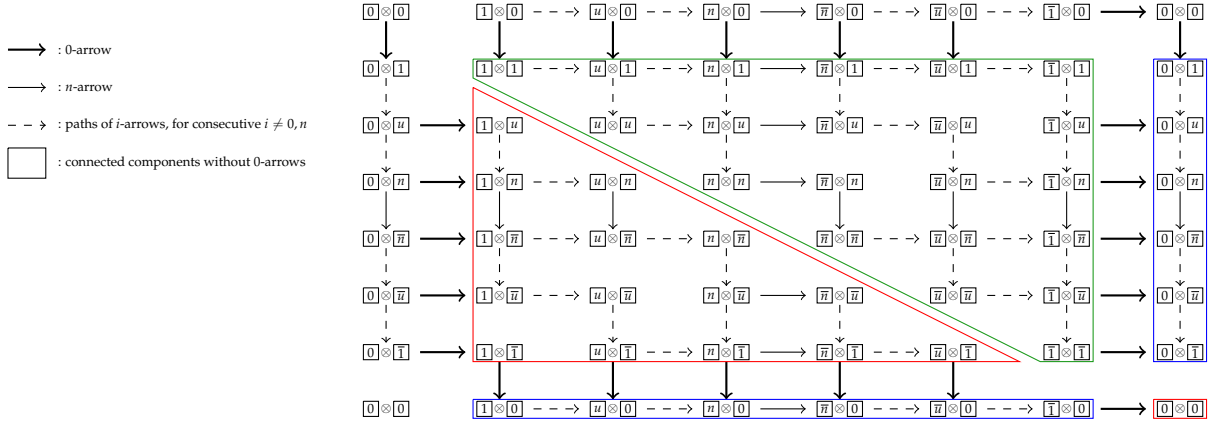 0 ⊗ 0 1 ⊗ 0 u ⊗ 0 n ⊗ 0 n̅ ⊗ 0 u̅ ⊗ 0 1̅ ⊗ 0 0 ⊗ 0
: 0-arrow
0 ⊗ 1 1 ⊗ 1 u ⊗ 1 n ⊗ 1 n̅ ⊗ 1 u̅ ⊗ 1 1̅ ⊗ 1 0 ⊗ 1
: n-arrow
: paths of i-arrows, for consecutive i ≠ 0, n
0 ⊗ u 1 ⊗ u u ⊗ u n ⊗ u n̅ ⊗ u u̅ ⊗ u 1̅ ⊗ u 0 ⊗ u
: connected components without 0-arrows
0 ⊗ n 1 ⊗ n u ⊗ n n ⊗ n n̅ ⊗ n u̅ ⊗ n 1̅ ⊗ n 0 ⊗ n
0 ⊗ n̅ 1 ⊗ n̅ u ⊗ n̅ n ⊗ n̅ n̅ ⊗ n̅ u̅ ⊗ n̅ 1̅ ⊗ n̅ 0 ⊗ n̅
0 ⊗ u̅ 1 ⊗ u̅ u ⊗ u̅ n ⊗ u̅ n̅ ⊗ u̅ u̅ ⊗ u̅ 1̅ ⊗ u̅ 0 ⊗ u̅
0 ⊗ 1̅ 1 ⊗ 1̅ u ⊗ 1̅ n ⊗ 1̅ n̅ ⊗ 1̅ u̅ ⊗ 1̅ 1̅ ⊗ 1̅ 0 ⊗ 1̅
0 ⊗ 0 1 ⊗ 0 u ⊗ 0 n ⊗ 0 n̅ ⊗ 0 u̅ ⊗ 0 1̅ ⊗ 0 0 ⊗ 0